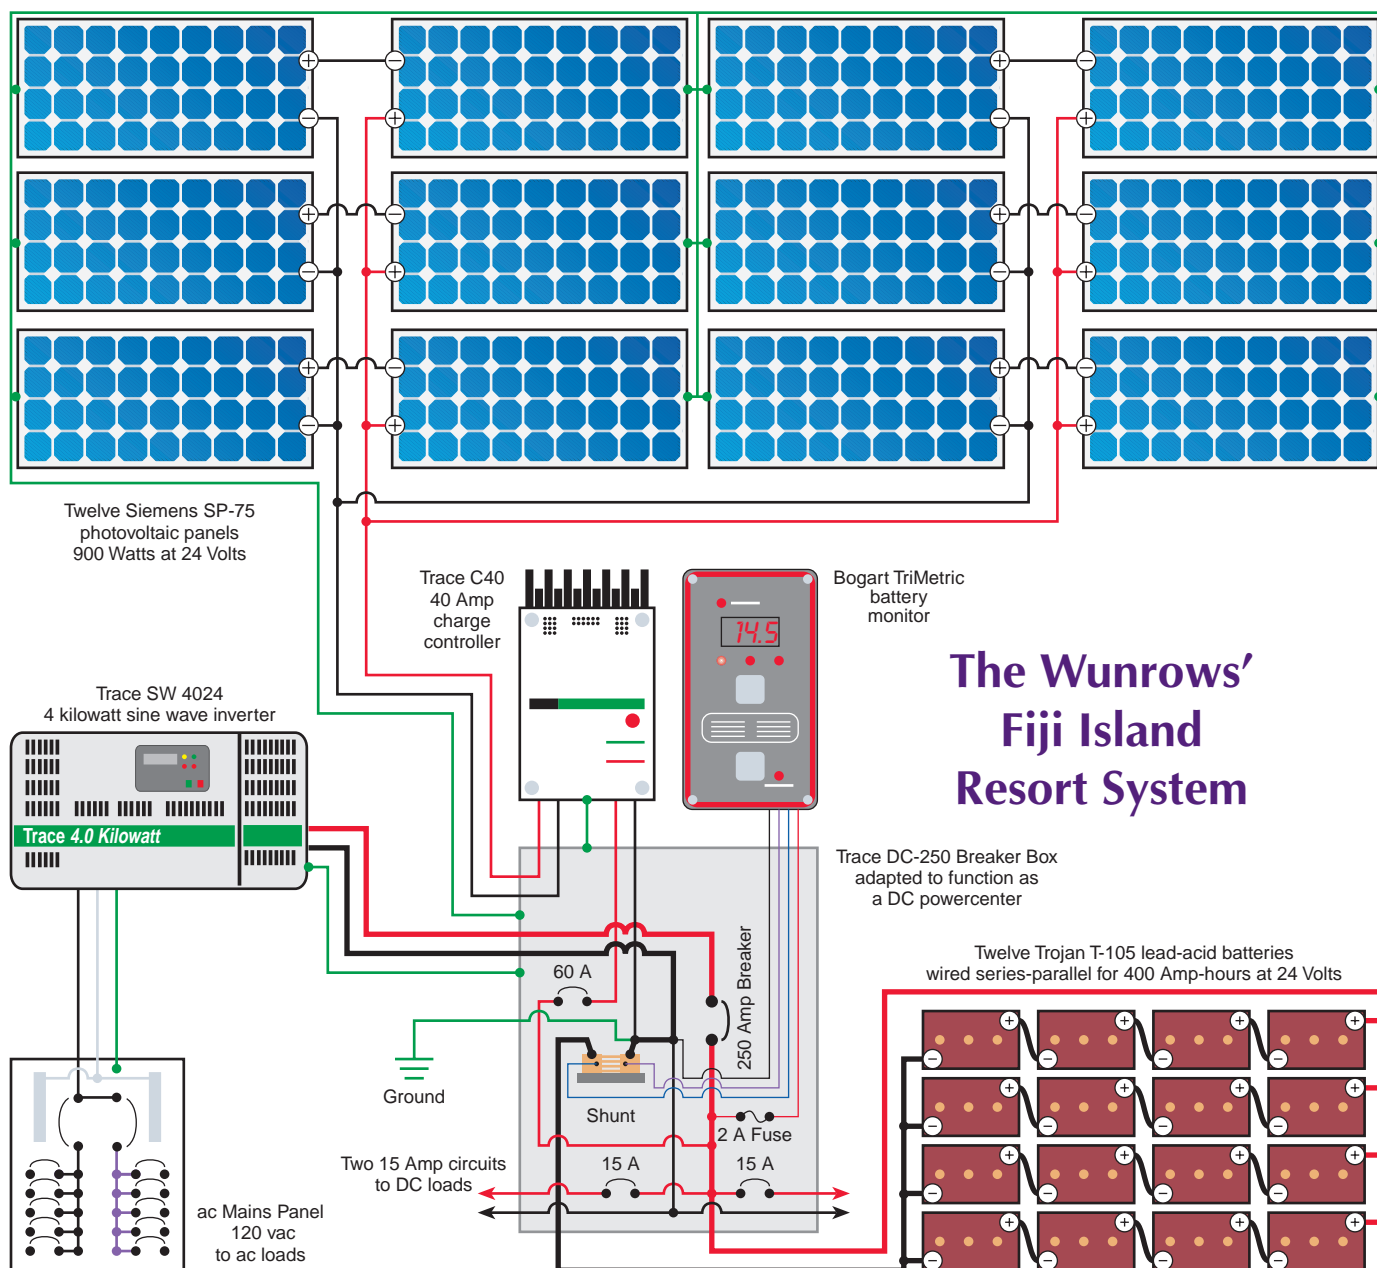 Twelve Siemens SP-75
photovoltaic panels
900 Watts at 24 Volts
Trace C40
40 Amp
charge
controller
14.5
Bogart TriMetric
battery
monitor
The Wunrows’
Fiji Island
Resort System
Trace SW 4024
4 kilowatt sine wave inverter
Trace 4.0 Kilowatt
Trace DC-250 Breaker Box
adapted to function as
a DC powercenter
Twelve Trojan T-105 lead-acid batteries
wired series-parallel for 400 Amp-hours at 24 Volts
60 A
250 Amp Breaker
Ground
Shunt
2 A Fuse
Two 15 Amp circuits
to DC loads
15 A
15 A
ac Mains Panel
120 vac
to ac loads